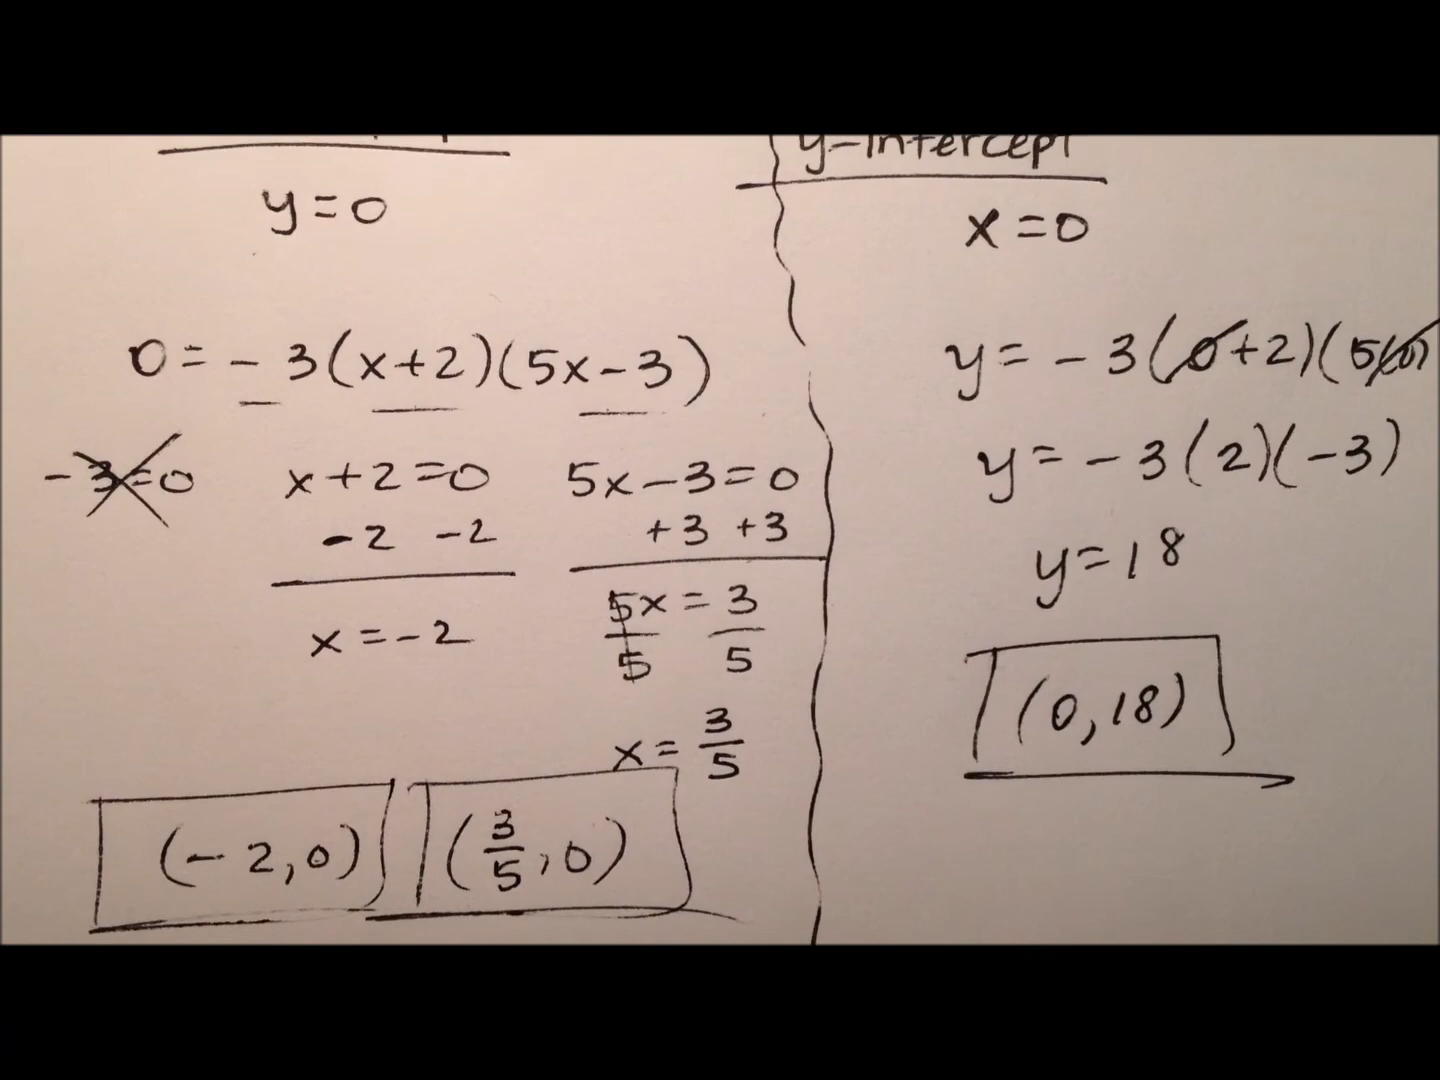 y=0
0=-3(x+2)(5x-3)
-3=0 x+2=0 5x-3=0
-2 -2 +3 +3
x=-2 5x=3
5 5
x=3/5
(-2,0) (3/5,0)
y-intercept
x=0
y=-3(0+2)(5(0)
y=-3(2)(-3)
y=18
(0,18)